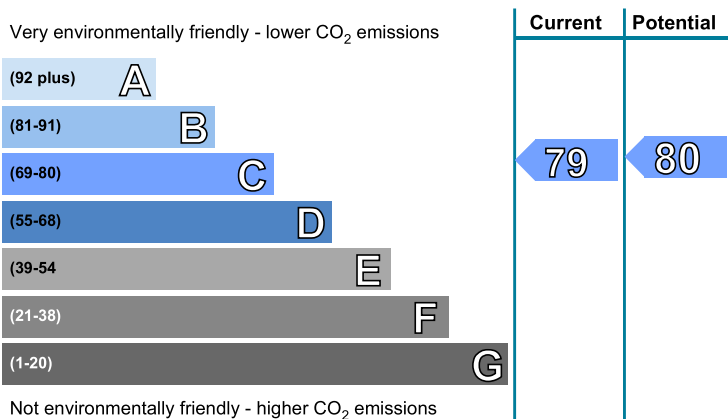 Very environmentally friendly - lower CO2 emissions
Current
Potential
(92 plus) A
(81-91) B
(69-80) C
79
80
(55-68) D
(39-54 E
(21-38) F
(1-20) G
Not environmentally friendly - higher CO2 emissions